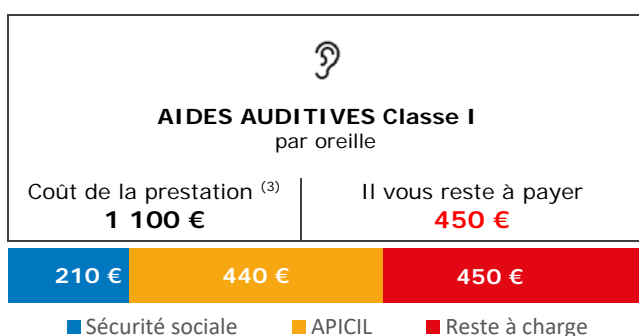 AIDES AUDITIVES Classe I
par oreille
Coût de la prestation (3)
1 100 €
Il vous reste à payer
450 €
210 €
440 €
450 €
Sécurité sociale
APICIL
Reste à charge